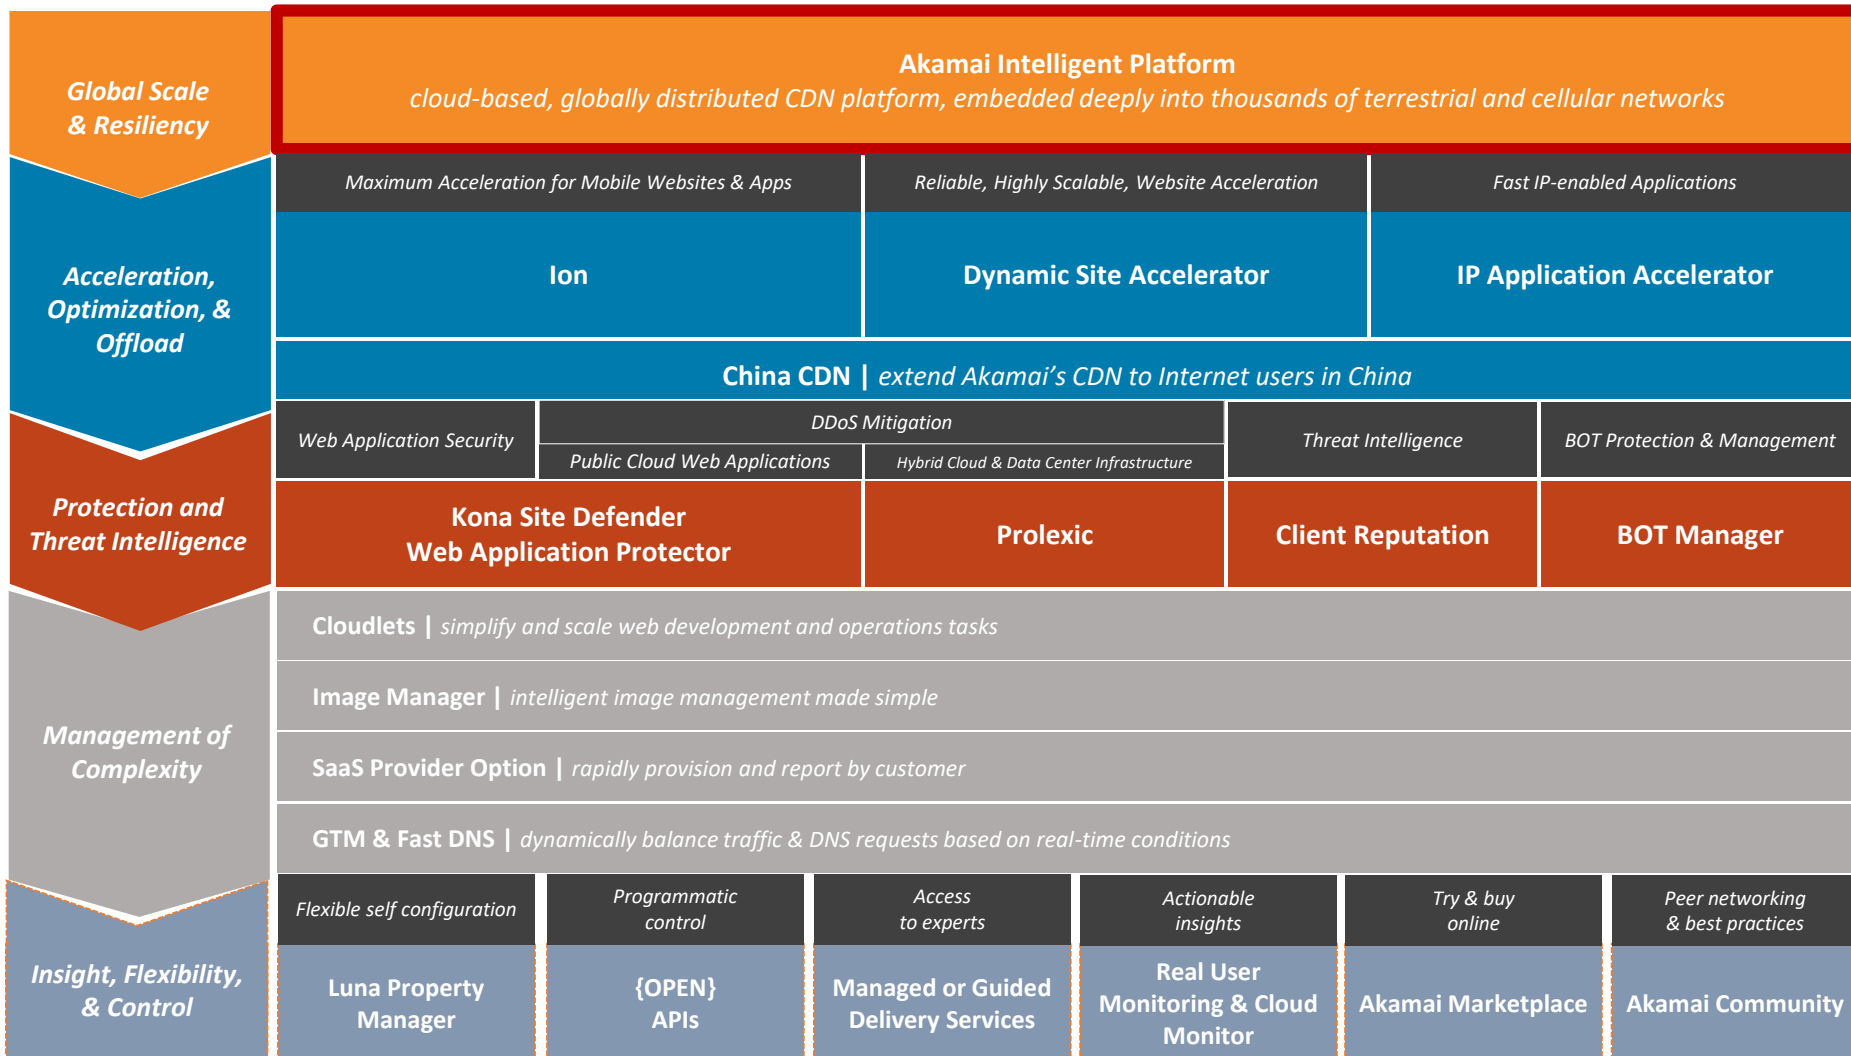 Global Scale
& Resiliency
Akamai Intelligent Platform
cloud-based, globally distributed CDN platform, embedded deeply into thousands of terrestrial and cellular networks
Acceleration,
Optimization, &
Offload
Maximum Acceleration for Mobile Websites & Apps
Reliable, Highly Scalable, Website Acceleration
Fast IP-enabled Applications
Ion
Dynamic Site Accelerator
IP Application Accelerator
China CDN | extend Akamai’s CDN to Internet users in China
Protection and
Threat Intelligence
Web Application Security
DDoS Mitigation
Public Cloud Web Applications
Hybrid Cloud & Data Center Infrastructure
Threat Intelligence
BOT Protection & Management
Kona Site Defender
Web Application Protector
Prolexic
Client Reputation
BOT Manager
Management of
Complexity
Cloudlets | simplify and scale web development and operations tasks
Image Manager | intelligent image management made simple
SaaS Provider Option | rapidly provision and report by customer
GTM & Fast DNS | dynamically balance traffic & DNS requests based on real-time conditions
Insight, Flexibility,
& Control
Flexible self configuration
Programmatic
control
Access
to experts
Actionable
insights
Try & buy
online
Peer networking
& best practices
Luna Property
Manager
{OPEN}
APIs
Managed or Guided
Delivery Services
Real User
Monitoring & Cloud
Monitor
Akamai Marketplace
Akamai Community